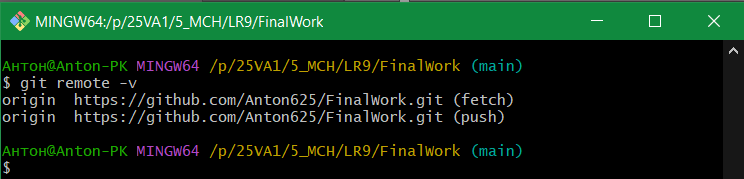 MINGW64:/p/25VA1/5_MCH/LR9/FinalWork
Антон@Anton-PK MINGW64 /p/25VA1/5_MCH/LR9/FinalWork (main)
$ git remote -v
origin  https://github.com/Anton625/FinalWork.git (fetch)
origin  https://github.com/Anton625/FinalWork.git (push)
Антон@Anton-PK MINGW64 /p/25VA1/5_MCH/LR9/FinalWork (main)
$